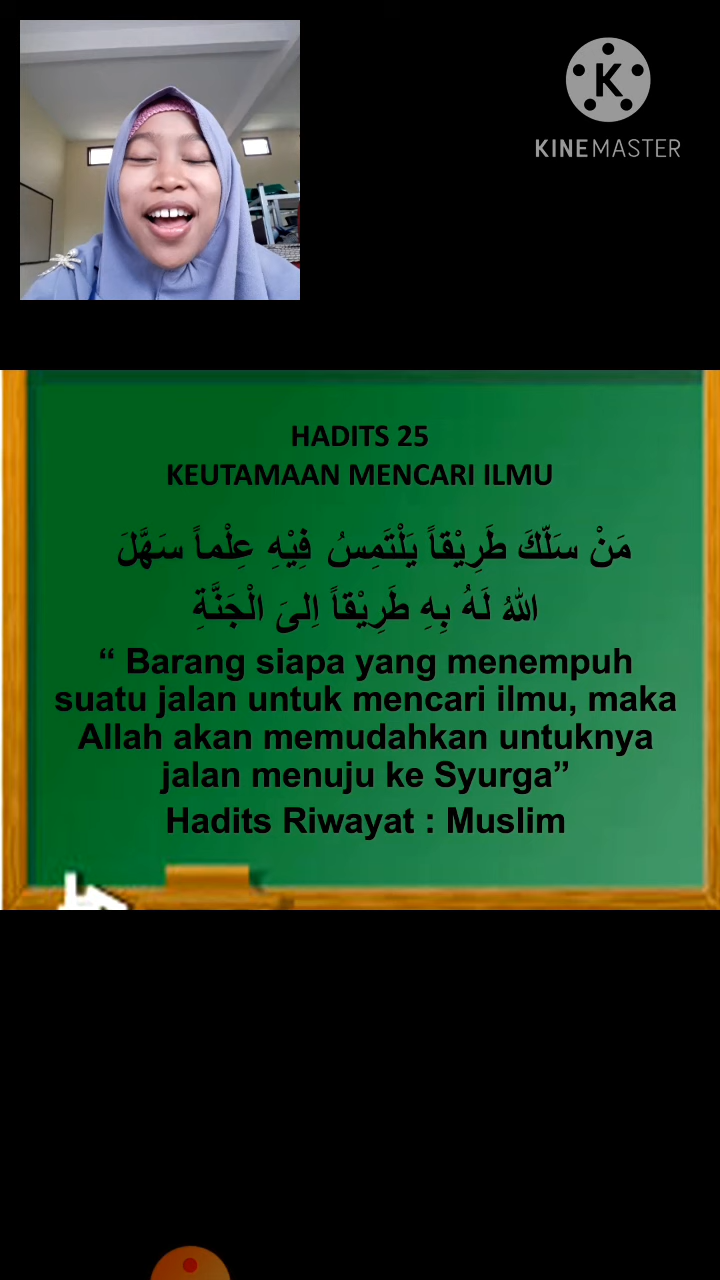 KINEMASTER
HADITS 25
KEUTAMAAN MENCARI ILMU
مَنْ سَلّكَ طَرِيْقاً يَلْتَمِسُ فِيْهِ عِلْماً سَهَّلَ
اللهُ لَهُ بِهِ طَرِيْقاً اِلىَ الْجَنَّةِ
“ Barang siapa yang menempuh
suatu jalan untuk mencari ilmu, maka
Allah akan memudahkan untuknya
jalan menuju ke Syurga”
Hadits Riwayat : Muslim